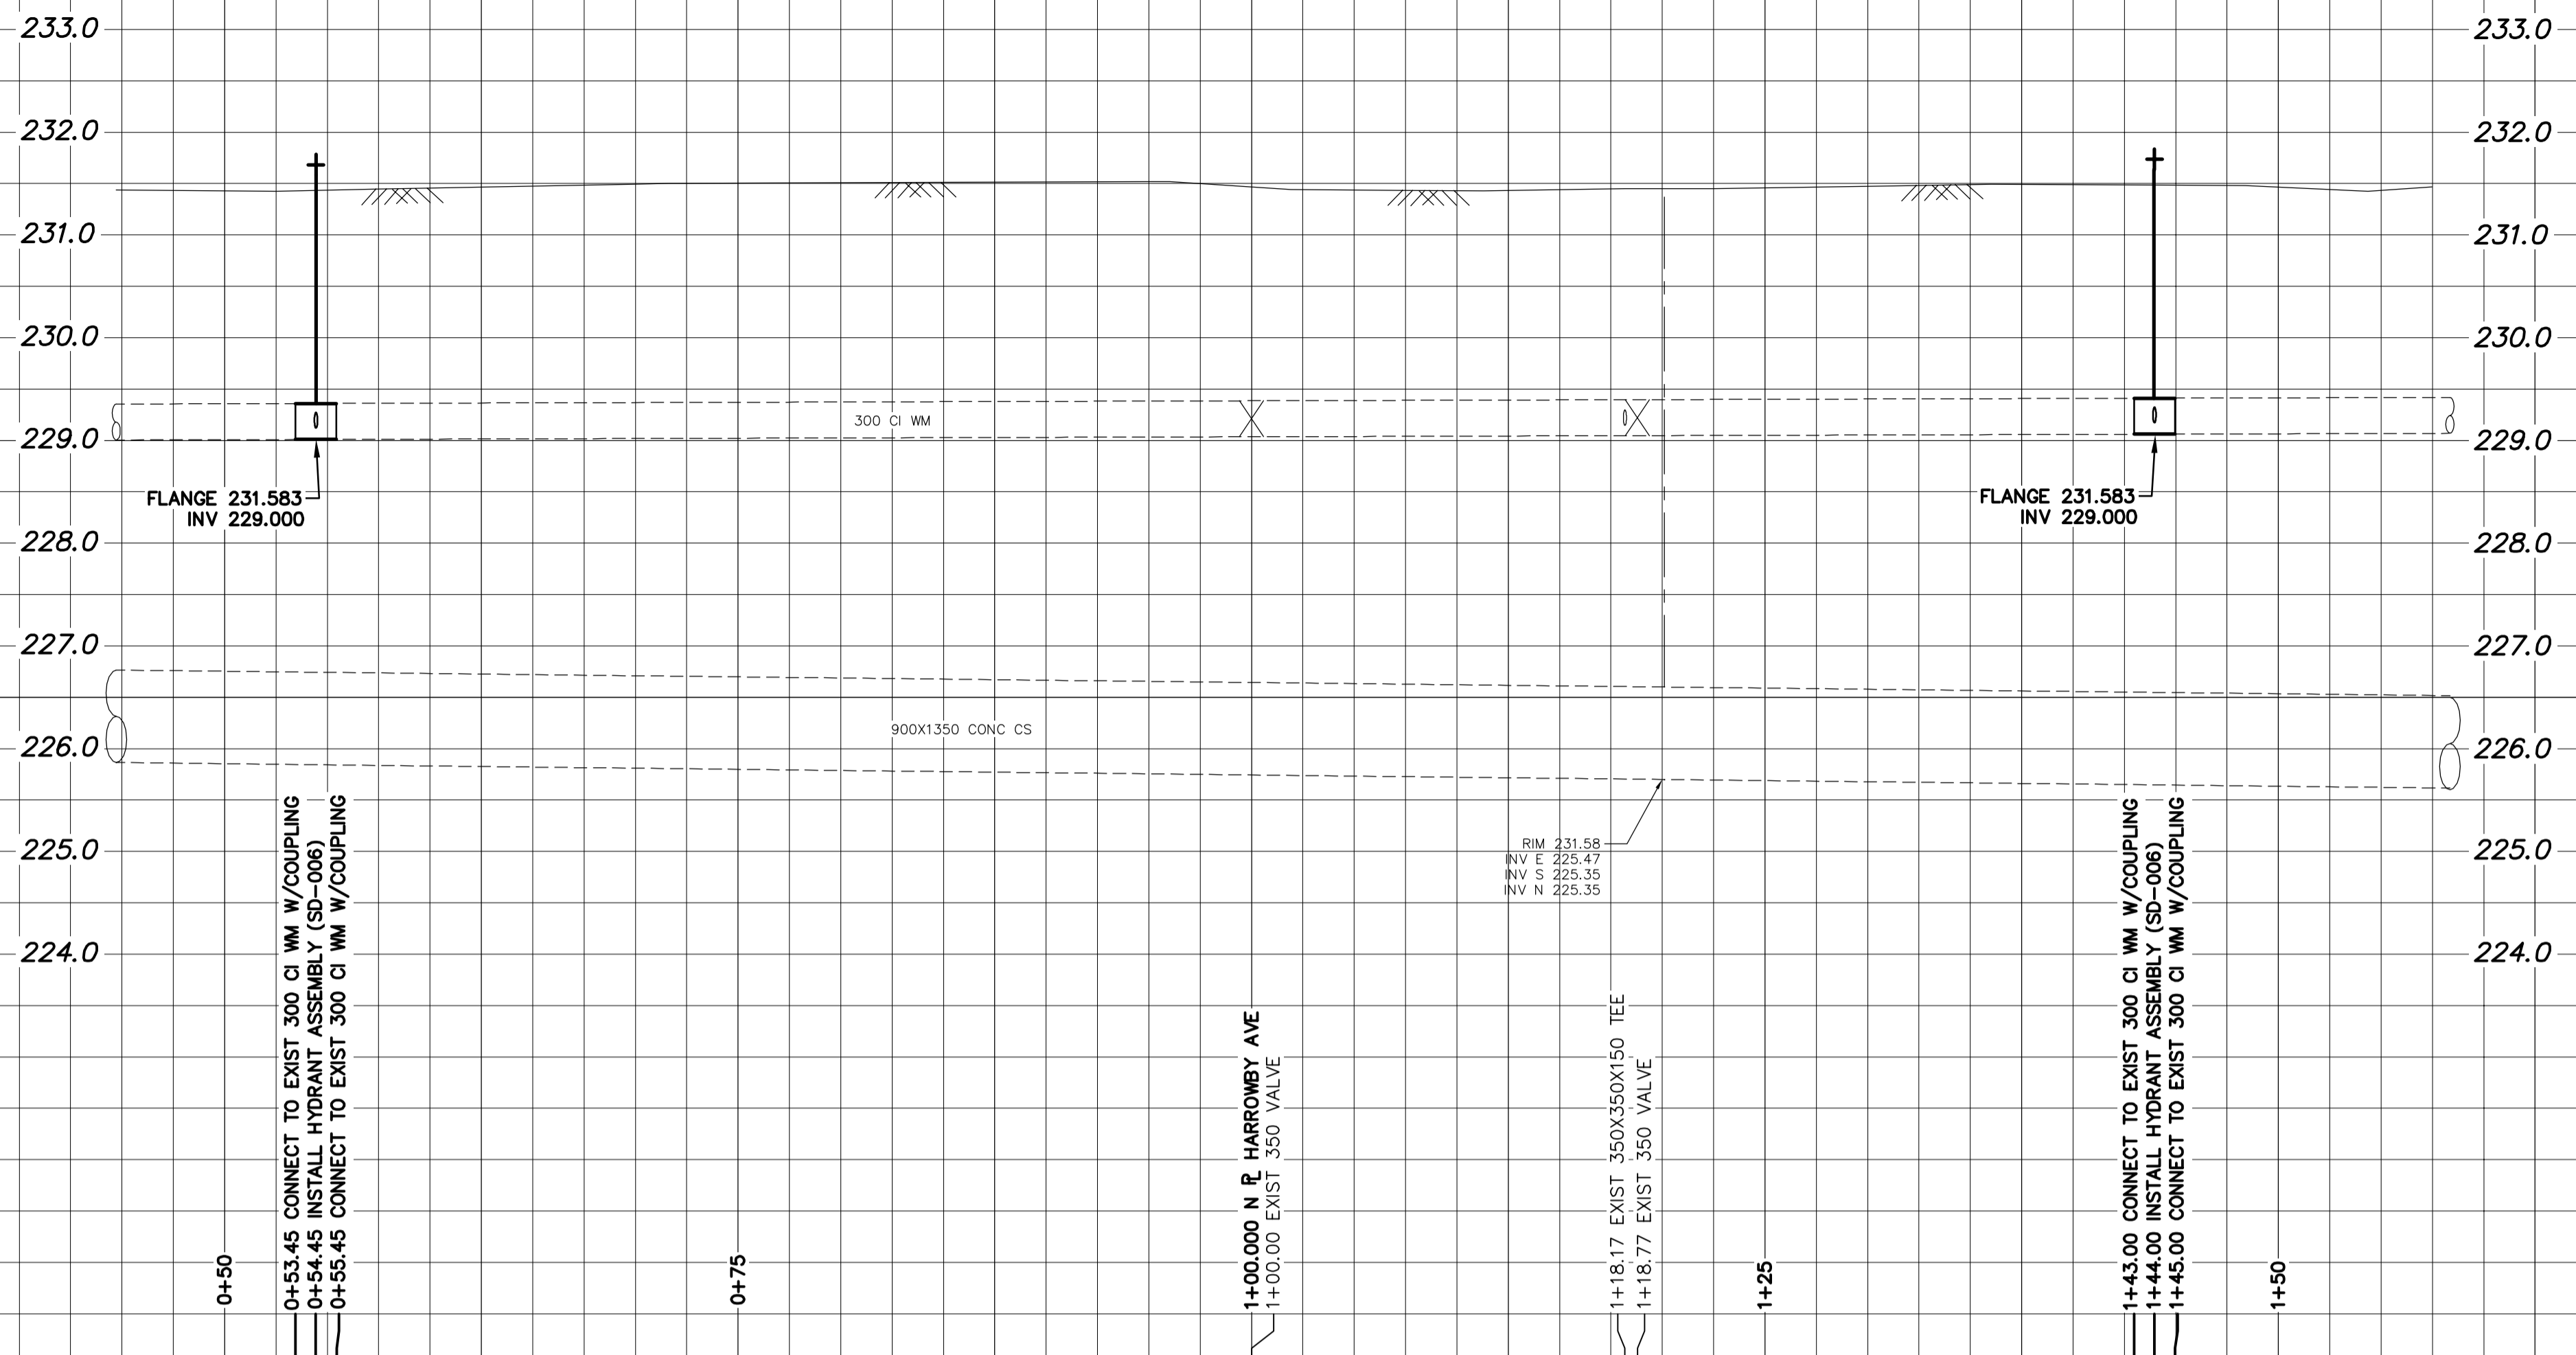 233.0 233.0
232.0 232.0
231.0 231.0
230.0 230.0
300 CI WM
229.0 229.0
FLANGE 231.583
INV 229.000
FLANGE 231.583
INV 229.000
228.0 228.0
227.0 227.0
900X1350 CONC CS
226.0 226.0
RIM 231.58
INV E 225.47
INV S 225.35
INV N 225.35
225.0 225.0
224.0 224.0
0+50
0+53.45 CONNECT TO EXIST 300 CI WM W/COUPLING
0+54.45 INSTALL HYDRANT ASSEMBLY (SD-006)
0+55.45 CONNECT TO EXIST 300 CI WM W/COUPLING
0+75
1+00.000 N PL HARROWBY AVE
1+00.00 EXIST 350 VALVE
1+18.17 EXIST 350X350X150 TEE
1+18.77 EXIST 350 VALVE
1+25
1+43.00 CONNECT TO EXIST 300 CI WM W/COUPLING
1+44.00 INSTALL HYDRANT ASSEMBLY (SD-006)
1+45.00 CONNECT TO EXIST 300 CI WM W/COUPLING
1+50